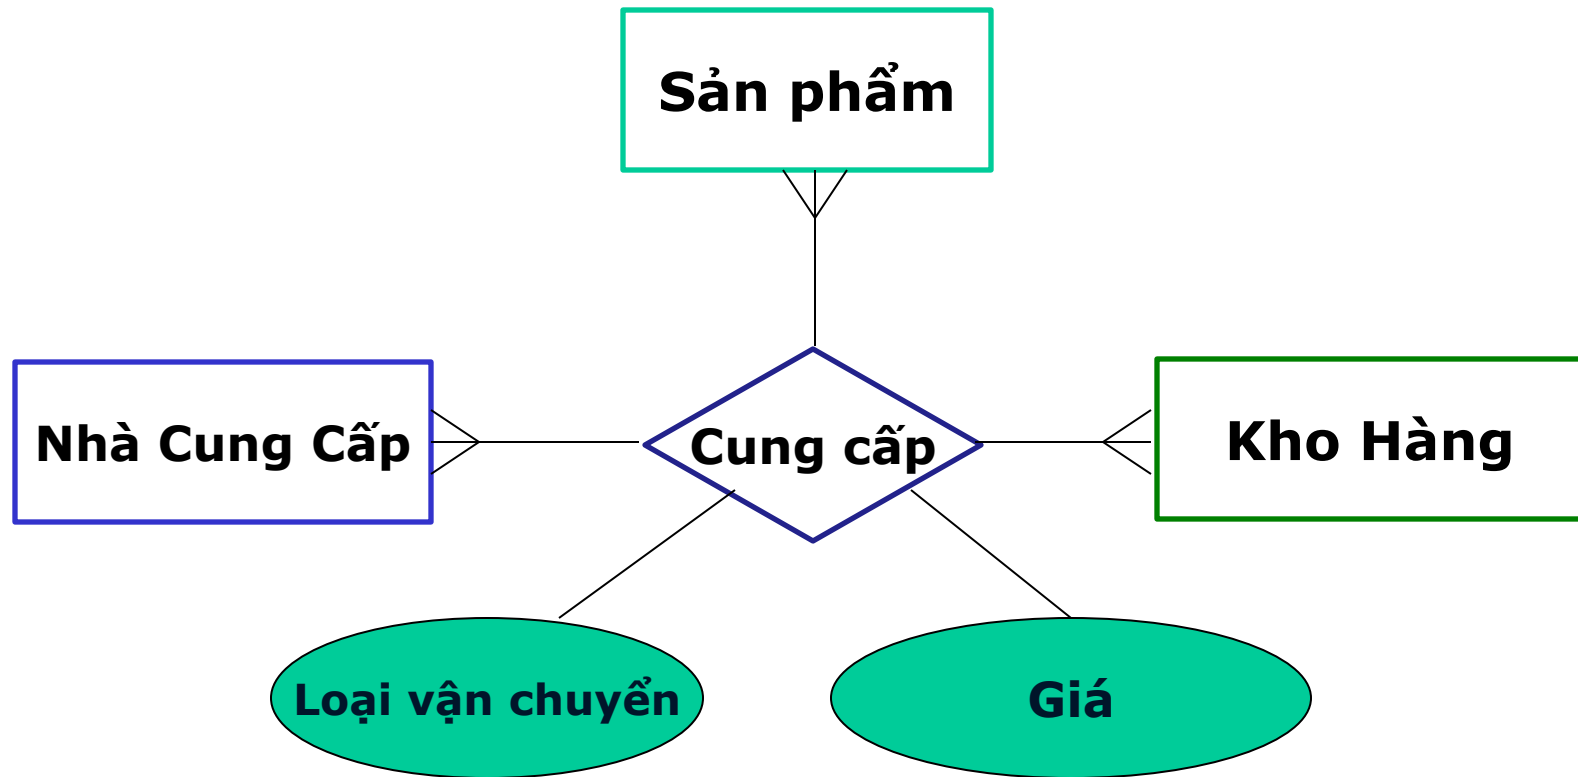 Sản phẩm
Nhà Cung Cấp
Cung cấp
Kho Hàng
Loại vận chuyển
Giá